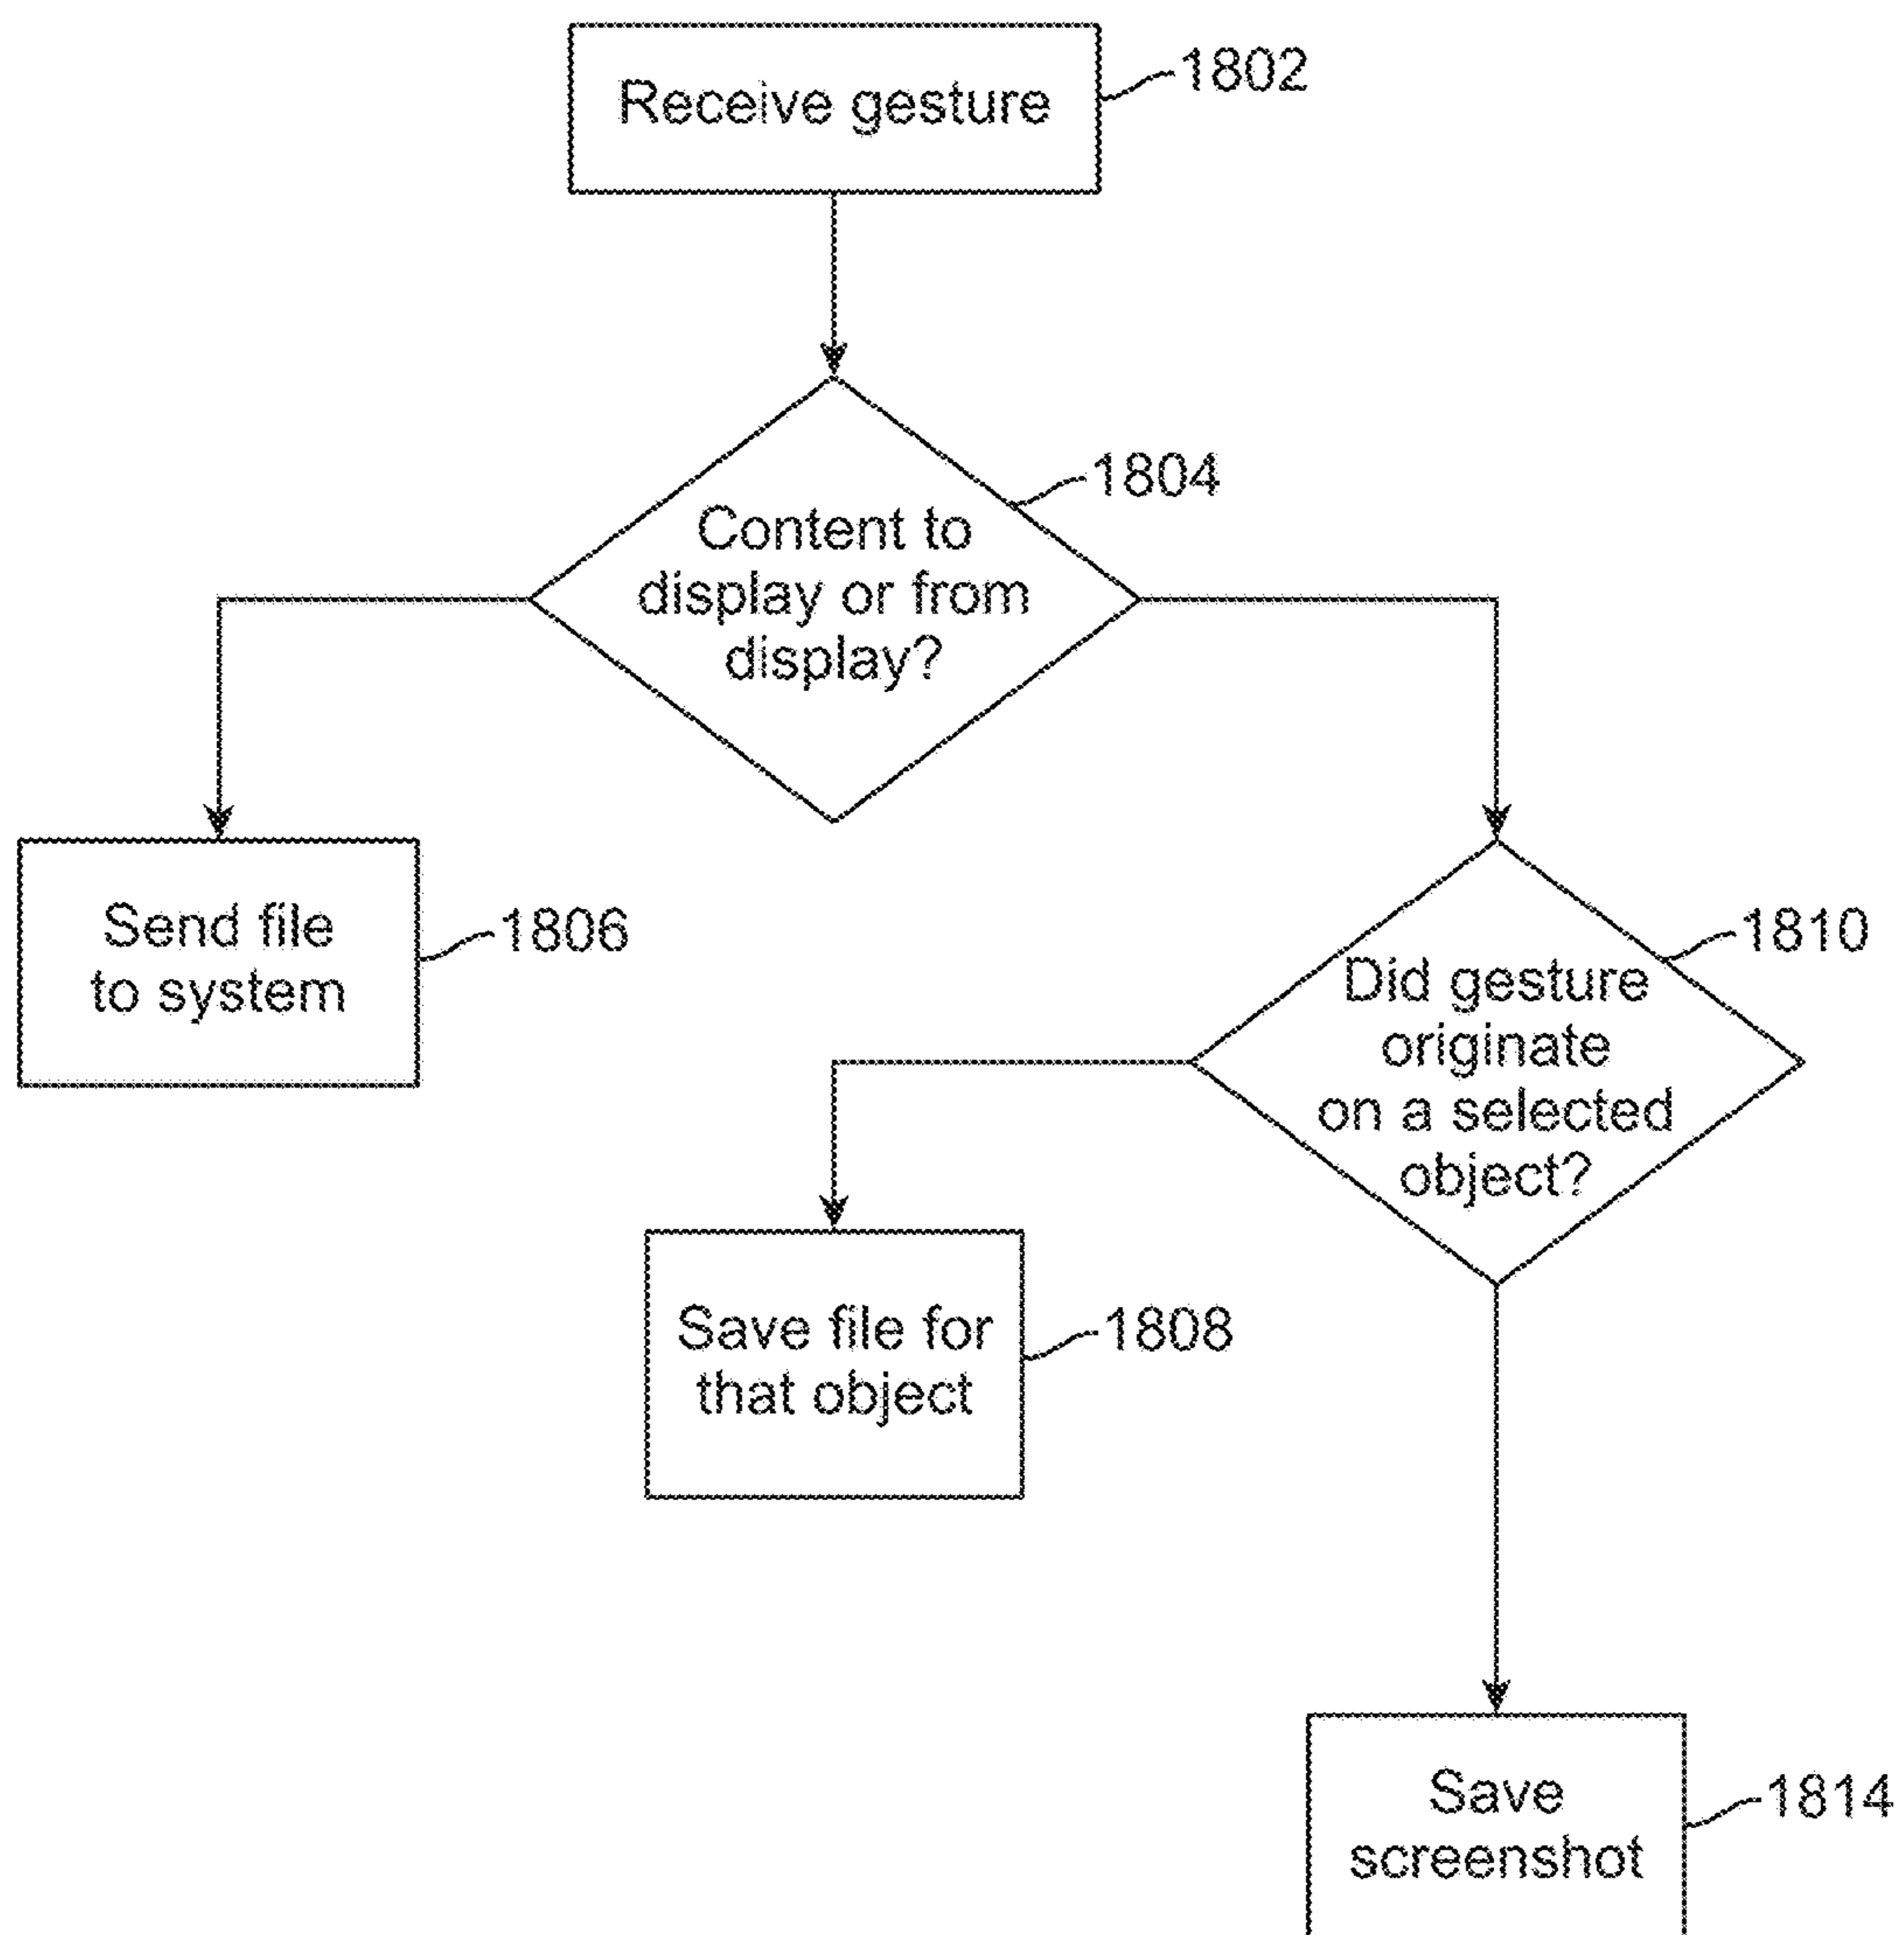 Receive gesture
1802
Content to
display or from
display?
1804
Send file
to system
1806
Did gesture
originate
on a selected
object?
1810
Save file for
that object
1808
Save
screenshot
1814